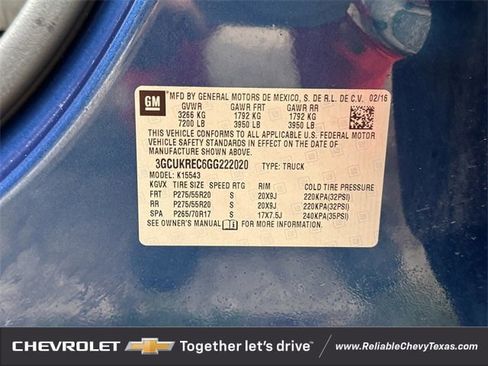 GM MFD BY GENERAL MOTORS DE MEXICO, S. DE R.L. DE C.V. 02/16
GVWR GAWR FRT GAWR RR
3266 KG 1792 KG 1792 KG
7200 LB 3950 LB 3950 LB
THIS VEHICLE CONFORMS TO ALL APPLICABLE U.S. FEDERAL MOTOR
VEHICLE SAFETY STANDARDS IN EFFECT ON THE DATE OF
MANUFACTURE SHOWN ABOVE.
3GCUKREC6GG222020 TYPE: TRUCK
MODEL: K15543
KGVX TIRE SIZE SPEED RTG RIM COLD TIRE PRESSURE
FRT P275/55R20 S 20X9J 220KPA(32PSI)
RR P275/55R20 S 20X9J 220KPA(32PSI)
SPA P265/70R17 S 17X7.5J 240KPA(35PSI)
SEE OWNER'S MANUAL FOR MORE INFORMATION.
CHEVROLET Together let's drive™ www.ReliableChevyTexas.com